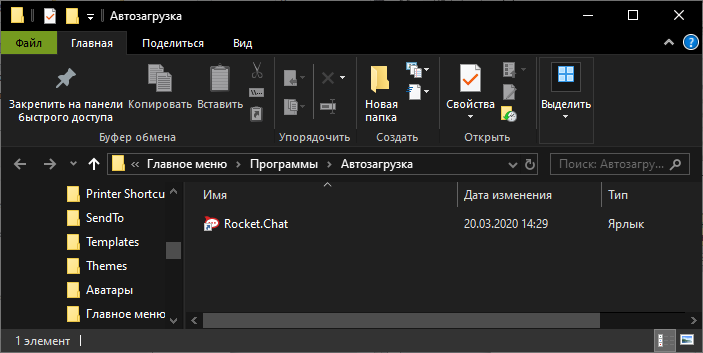 Автозагрузка
Файл
Главная
Поделиться
Вид
Закрепить на панели
быстрого доступа
Копировать
Вставить
Буфер обмена
Упорядочить
Новая
папка
Создать
Свойства
Открыть
Выделить
« Главное меню > Программы > Автозагрузка
Поиск: Автозагру...
Printer Shortcu
SendTo
Templates
Themes
Аватары
Главное меню
Имя
Дата изменения
Тип
Rocket.Chat
20.03.2020 14:29
Ярлык
1 элемент